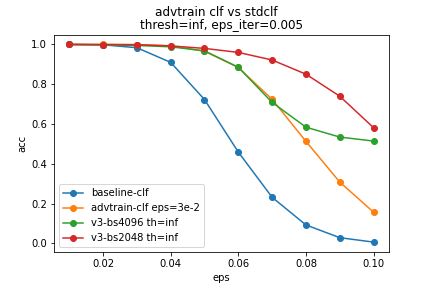 advtrain clf vs stdclf
thresh=inf, eps_iter=0.005
acc
1.0
0.8
0.6
0.4
0.2
0.0
baseline-clf
advtrain-clf eps=3e-2
v3-bs4096 th=inf
v3-bs2048 th=inf
0.02 0.04 0.06 0.08 0.10
eps